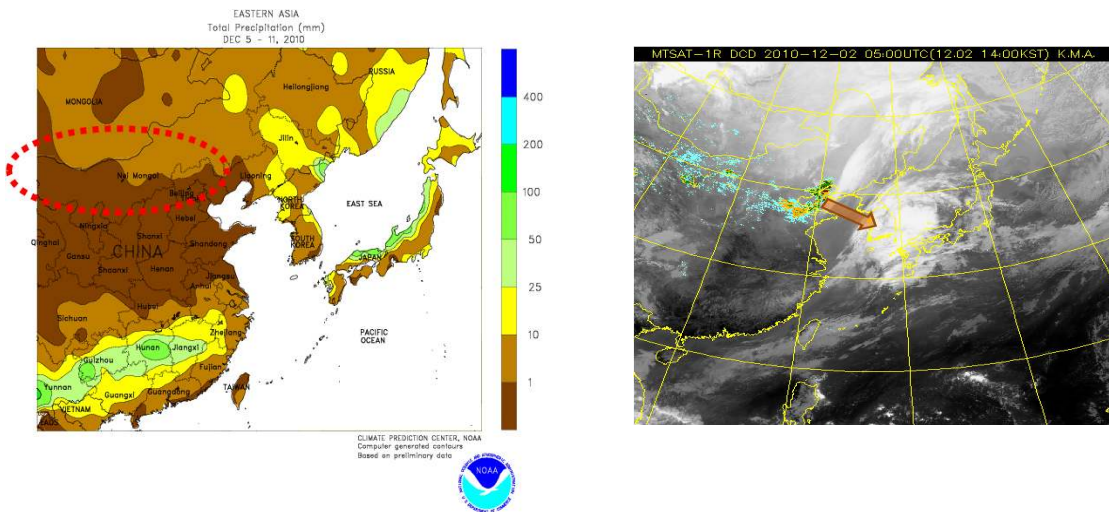 EASTERN ASIA
Total Precipitation (mm)
DEC 5 - 11, 2010
RUSSIA
Heilongjiang
MONGOLIA
Jilin
Nei Mongol
Liaoning
Beijing
NORTH
KOREA
EAST SEA
Hebei
Ningxia
Shanxi
SOUTH
KOREA
Qinghai
CHINA
Shandong
JAPAN
Gansu
Shaanxi
Henan
Jiangsu
Anhui
Hubei
Sichuan
PACIFIC
OCEAN
Zhejiang
Hunan
Jiangxi
Guizhou
Fujian
Yunnan
Guangxi
Guangdong
TAIWAN
VIETNAM
LAOS
400
200
100
50
25
10
1
CLIMATE PREDICTION CENTER, NOAA
Computer generated contours
Based on preliminary data
NOAA
MTSAT-1R DCD 2010-12-02 05:00UTC(12.02 14:00KST) K.M.A.